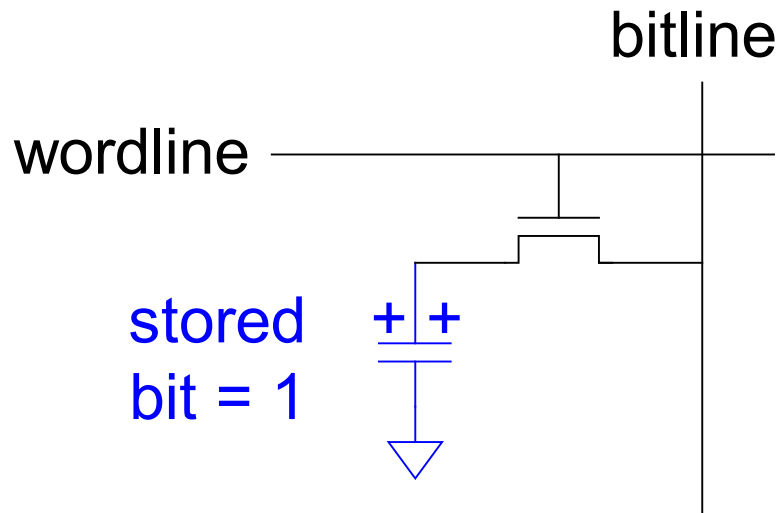 bitline
wordline
stored
bit = 1
+ +